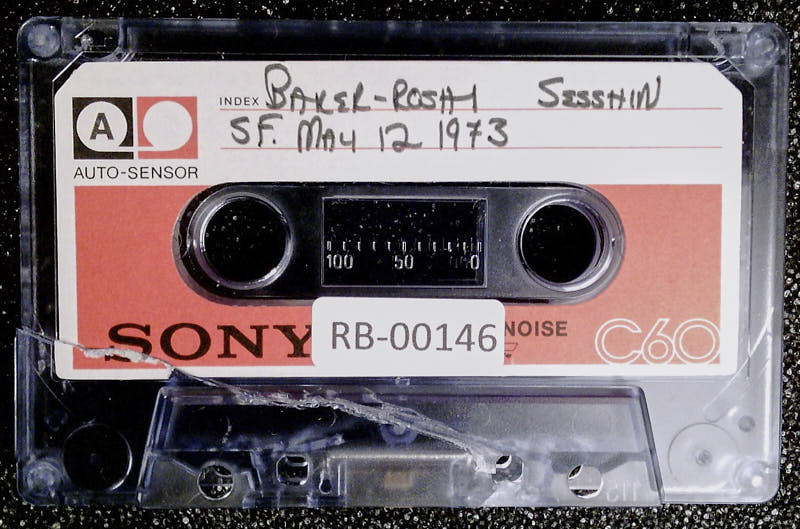 INDEX BAKER-ROSHI SESSHIN
A SF. MAY 12 1973
AUTO-SENSOR
100 50 0
SONY RB-00146 NOISE C60